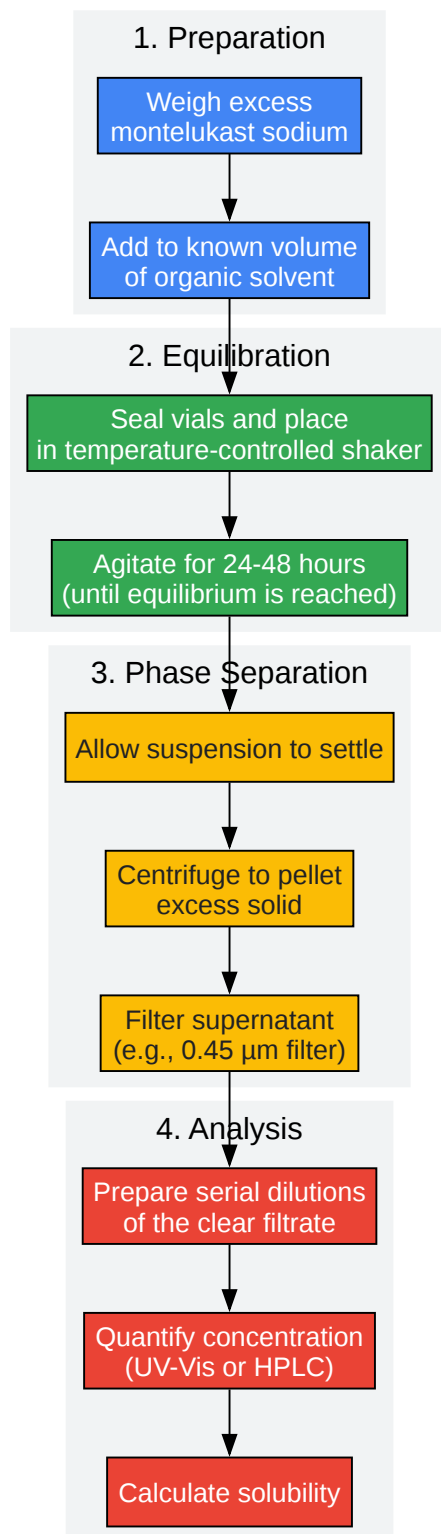 1. Preparation
Weigh excess
montelukast sodium
Add to known volume
of organic solvent
2. Equilibration
Seal vials and place
in temperature-controlled shaker
Agitate for 24-48 hours
(until equilibrium is reached)
3. Phase Separation
Allow suspension to settle
Centrifuge to pellet
excess solid
Filter supernatant
(e.g., 0.45 µm filter)
4. Analysis
Prepare serial dilutions
of the clear filtrate
Quantify concentration
(UV-Vis or HPLC)
Calculate solubility